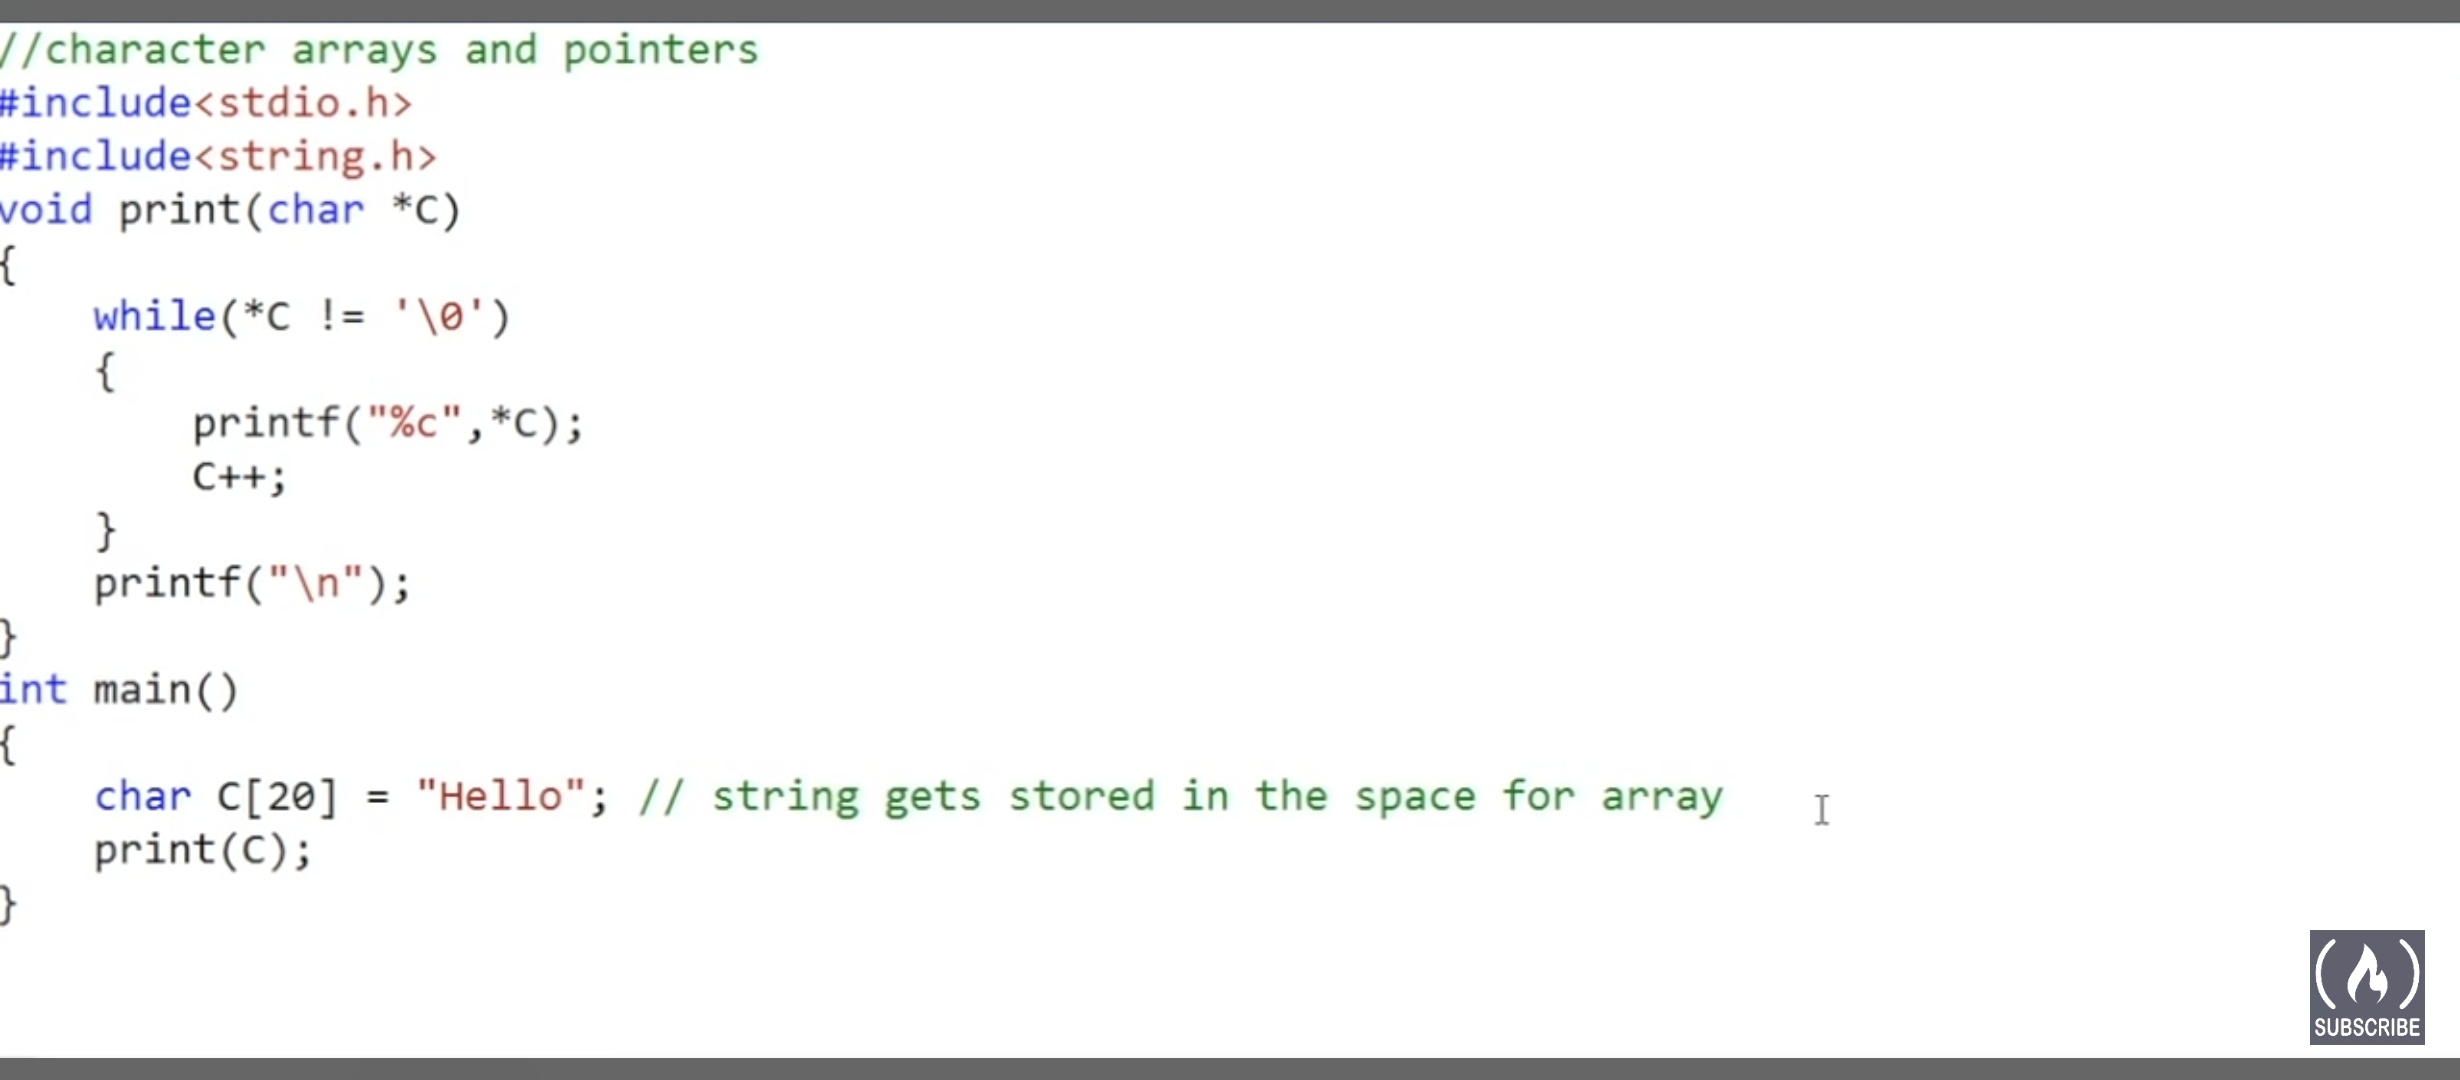 //character arrays and pointers
#include<stdio.h>
#include<string.h>
void print(char *C)
{
    while(*C != '\0')
    {
        printf("%c",*C);
        C++;
    }
    printf("\n");
}
int main()
{
    char C[20] = "Hello"; // string gets stored in the space for array
    print(C);
}
SUBSCRIBE